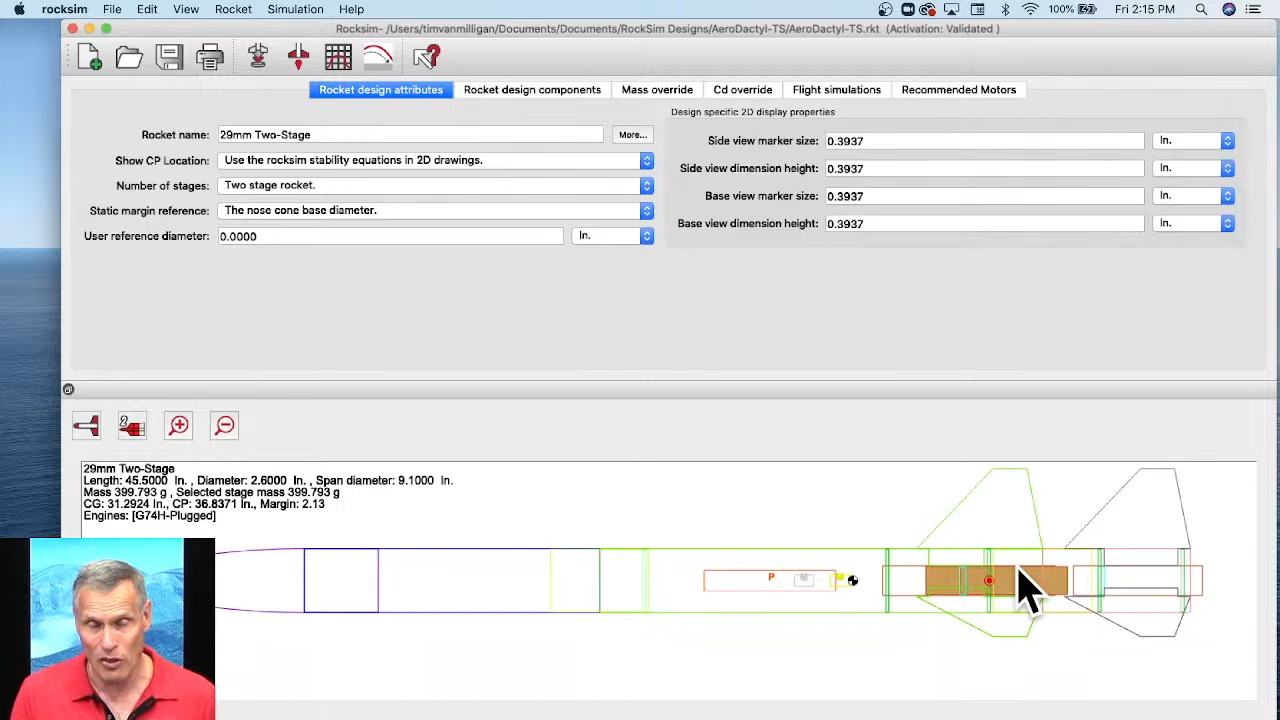 rocksim File Edit View Rocket Simulation Help 100% Fri 2:15 PM
Rocksim- /Users/timvanmilligan/Documents/Documents/RockSim Designs/AeroDactyl-TS/AeroDactyl-TS.rkt (Activation: Validated )
Rocket design attributes Rocket design components Mass override Cd override Flight simulations Recommended Motors
Design specific 2D display properties
Rocket name: 29mm Two-Stage More...
Side view marker size: 0.3937 In.
Show CP Location: Use the rocksim stability equations in 2D drawings.
Side view dimension height: 0.3937 In.
Number of stages: Two stage rocket.
Base view marker size: 0.3937 In.
Static margin reference: The nose cone base diameter.
Base view dimension height: 0.3937 In.
User reference diameter: 0.0000 In.
2
29mm Two-Stage
Length: 45.5000 In. , Diameter: 2.6000 In. , Span diameter: 9.1000 In.
Mass 399.793 g , Selected stage mass 399.793 g
CG: 31.2924 In., CP: 36.8371 In., Margin: 2.13
Engines: [G74H-Plugged]
P M M